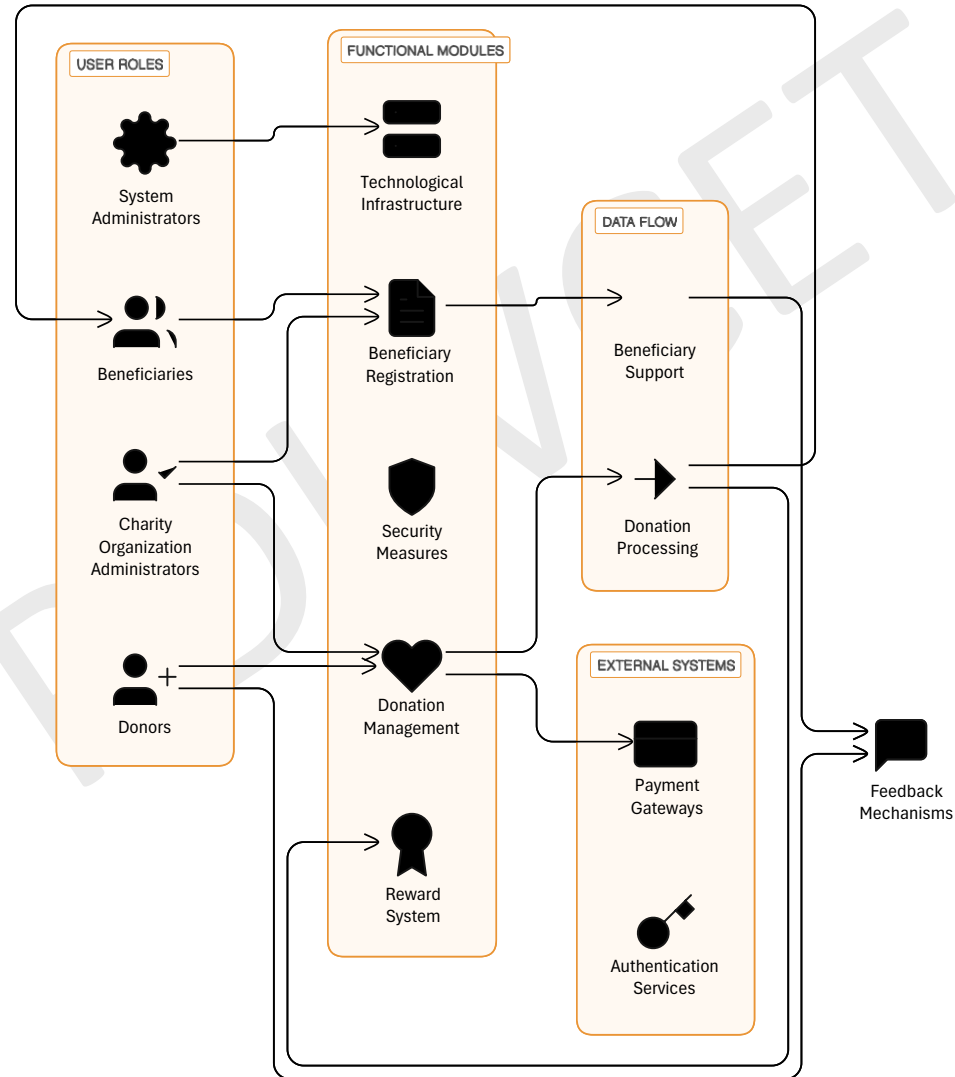 USER ROLES
System
Administrators
Beneficiaries
Charity
Organization
Administrators
Donors
FUNCTIONAL MODULES
Technological
Infrastructure
Beneficiary
Registration
Security
Measures
Donation
Management
Reward
System
DATA FLOW
Beneficiary
Support
Donation
Processing
EXTERNAL SYSTEMS
Payment
Gateways
Authentication
Services
Feedback
Mechanisms